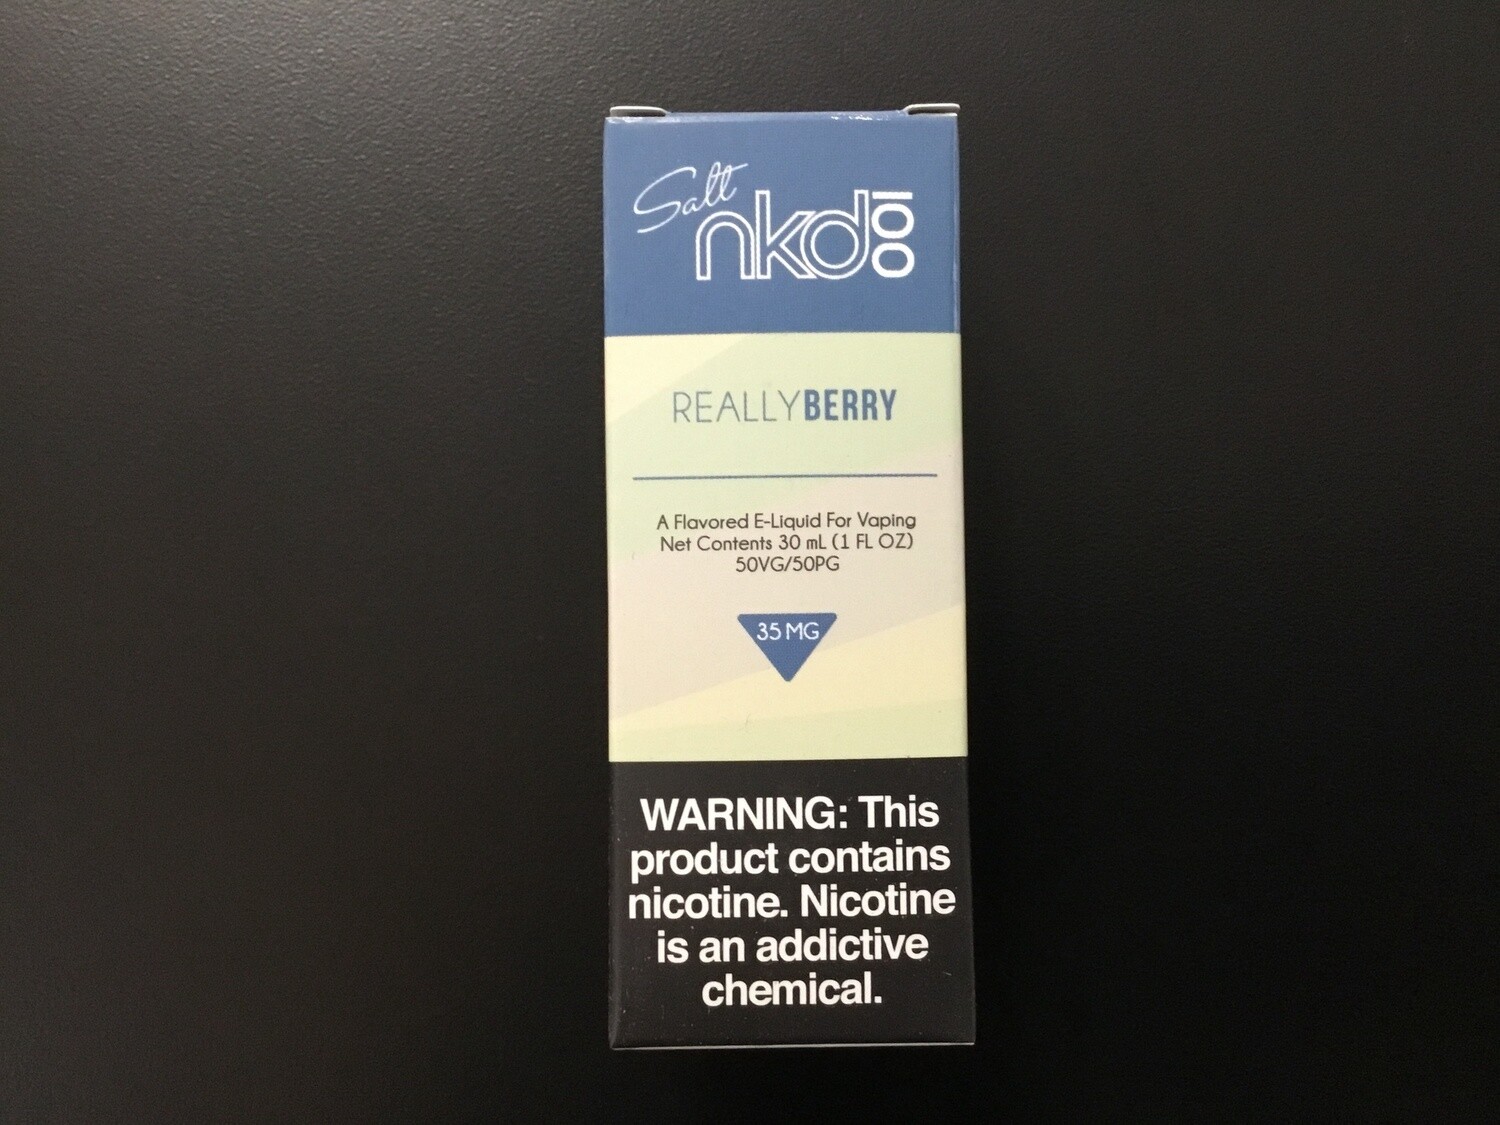 Salt
nkd100
REALLYBERRY
A Flavored E-Liquid For Vaping
Net Contents 30 mL (1 FL OZ)
50VG/50PG
35 MG
WARNING: This
product contains
nicotine. Nicotine
is an addictive
chemical.